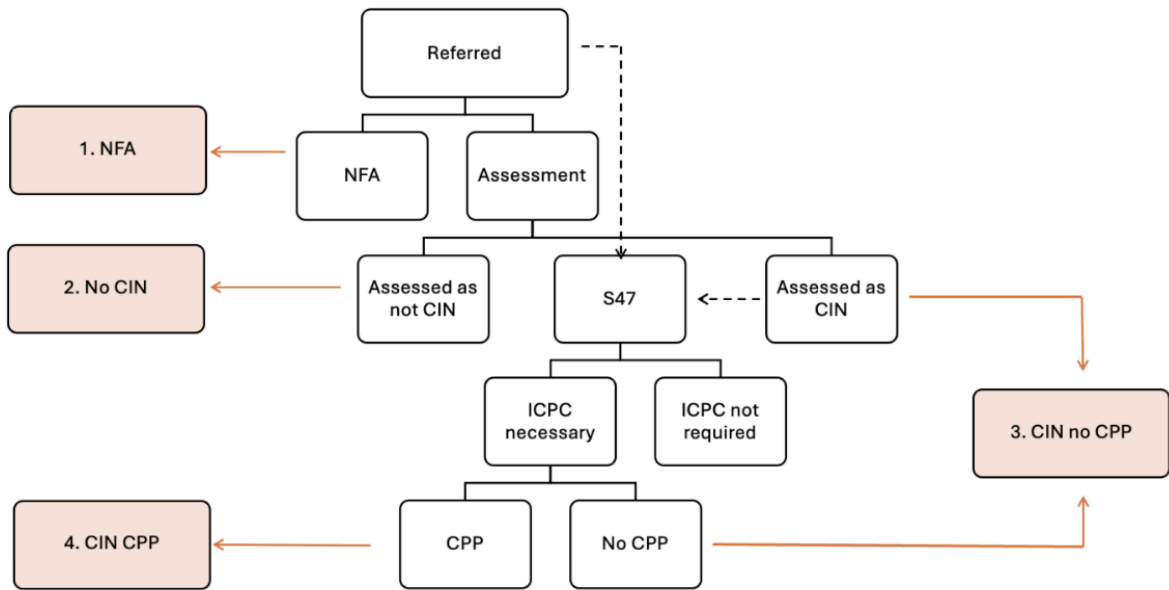 Referred
1. NFA
NFA
Assessment
2. No CIN
Assessed as
not CIN
S47
Assessed as
CIN
ICPC
necessary
ICPC not
required
3. CIN no CPP
4. CIN CPP
CPP
No CPP